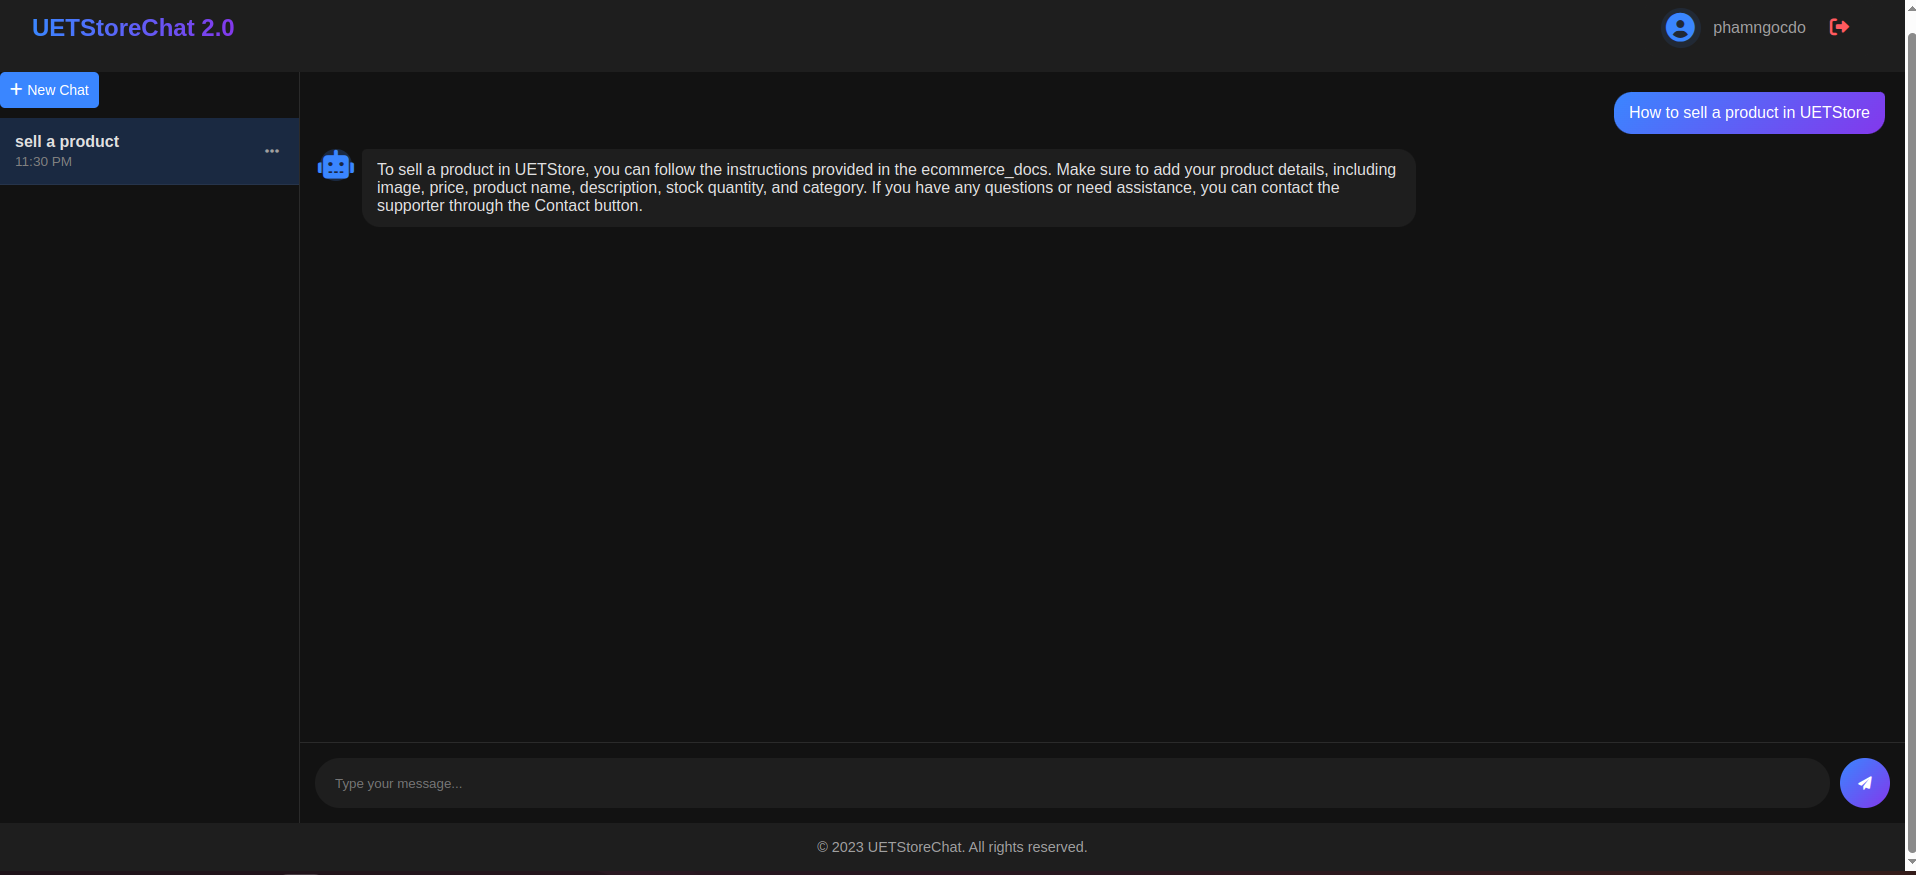 UETStoreChat 2.0
phamngocdo
+ New Chat
sell a product
11:30 PM
How to sell a product in UETStore
To sell a product in UETStore, you can follow the instructions provided in the ecommerce_docs. Make sure to add your product details, including
image, price, product name, description, stock quantity, and category. If you have any questions or need assistance, you can contact the
supporter through the Contact button.
Type your message...
© 2023 UETStoreChat. All rights reserved.